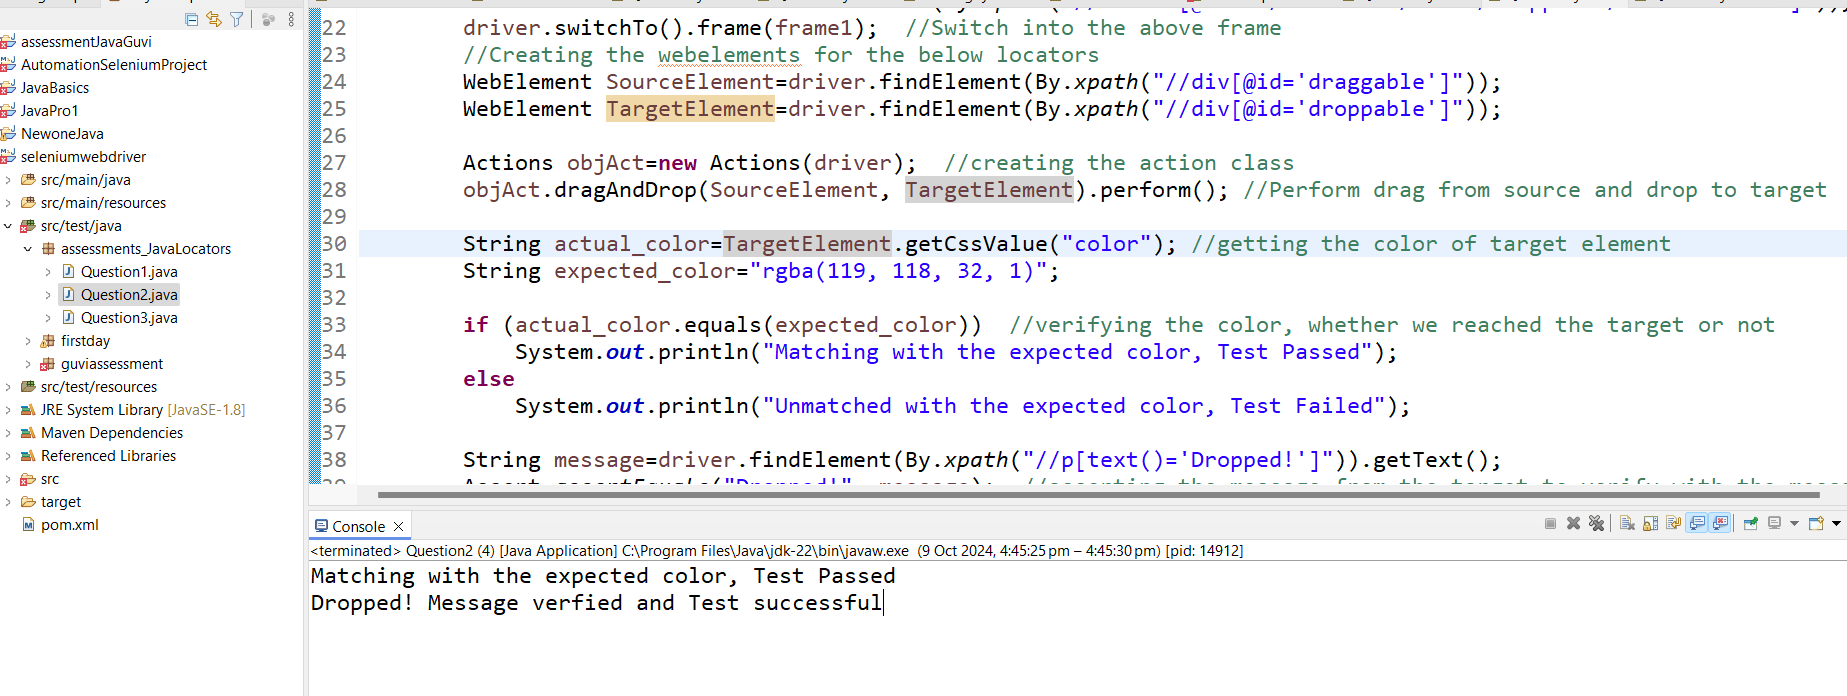 assessmentJavaGuvi
AutomationSeleniumProject
JavaBasics
JavaPro1
NewoneJava
seleniumwebdriver
src/main/java
src/main/resources
src/test/java
assessments_JavaLocators
Question1.java
Question2.java
Question3.java
firstday
guviassessment
src/test/resources
JRE System Library [JavaSE-1.8]
Maven Dependencies
Referenced Libraries
src
target
pom.xml
22 driver.switchTo().frame(frame1); //Switch into the above frame
23 //Creating the webelements for the below locators
24 WebElement SourceElement=driver.findElement(By.xpath("//div[@id='draggable']"));
25 WebElement TargetElement=driver.findElement(By.xpath("//div[@id='droppable']"));
26
27 Actions objAct=new Actions(driver); //creating the action class
28 objAct.dragAndDrop(SourceElement, TargetElement).perform(); //Perform drag from source and drop to target
29
30 String actual_color=TargetElement.getCssValue("color"); //getting the color of target element
31 String expected_color="rgba(119, 118, 32, 1)";
32
33 if (actual_color.equals(expected_color)) //verifying the color, whether we reached the target or not
34 System.out.println("Matching with the expected color, Test Passed");
35 else
36 System.out.println("Unmatched with the expected color, Test Failed");
37
38 String message=driver.findElement(By.xpath("//p[text()='Dropped!']")).getText();
Console
<terminated> Question2 (4) [Java Application] C:\Program Files\Java\jdk-22\bin\javaw.exe (9 Oct 2024, 4:45:25 pm – 4:45:30 pm) [pid: 14912]
Matching with the expected color, Test Passed
Dropped! Message verfied and Test successful